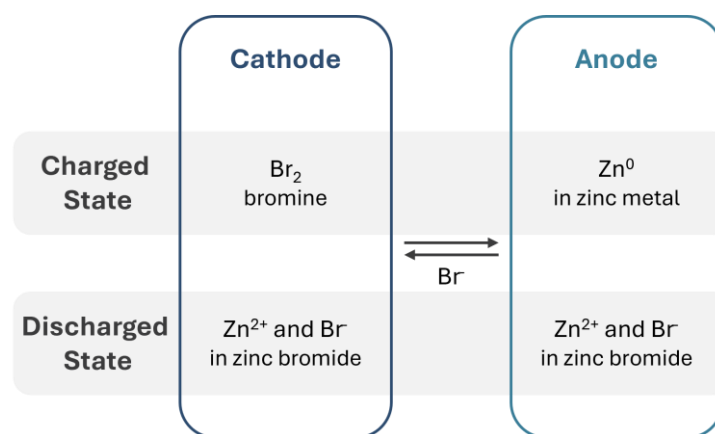 Cathode
Anode
Charged
State
Br₂
bromine
Zn⁰
in zinc metal
Br⁻
Discharged
State
Zn²⁺ and Br⁻
in zinc bromide
Zn²⁺ and Br⁻
in zinc bromide